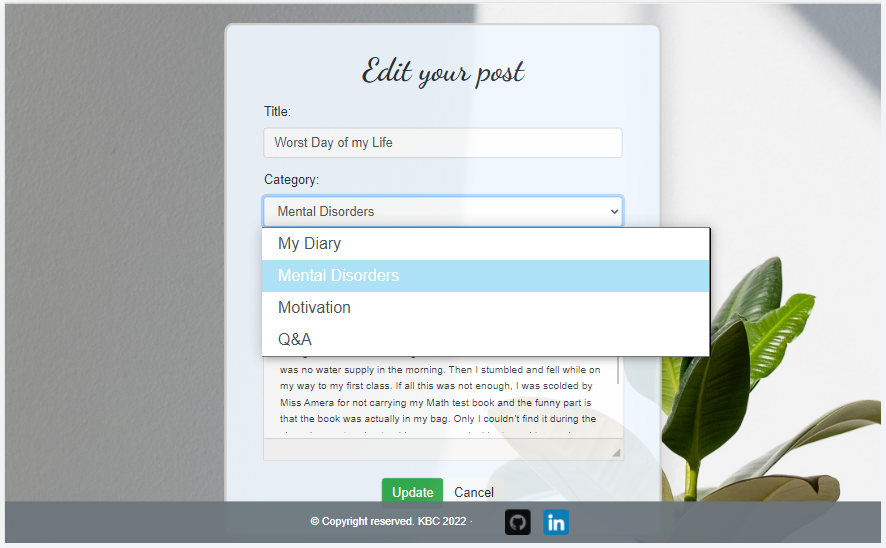 Edit your post
Title:
Worst Day of my Life
Category:
Mental Disorders
My Diary
Mental Disorders
Motivation
Q&A
was no water supply in the morning. Then I stumbled and fell while on
my way to my first class. If all this was not enough, I was scolded by
Miss Amera for not carrying my Math test book and the funny part is
that the book was actually in my bag. Only I couldn't find it during the
Update Cancel
© Copyright reserved. KBC 2022 ·
in